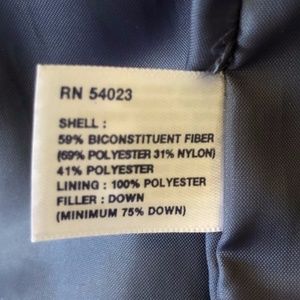 RN 54023
SHELL :
59% BICONSTITUENT FIBER
(69% POLYESTER 31% NYLON)
41% POLYESTER
LINING : 100% POLYESTER
FILLER : DOWN
(MINIMUM 75% DOWN)